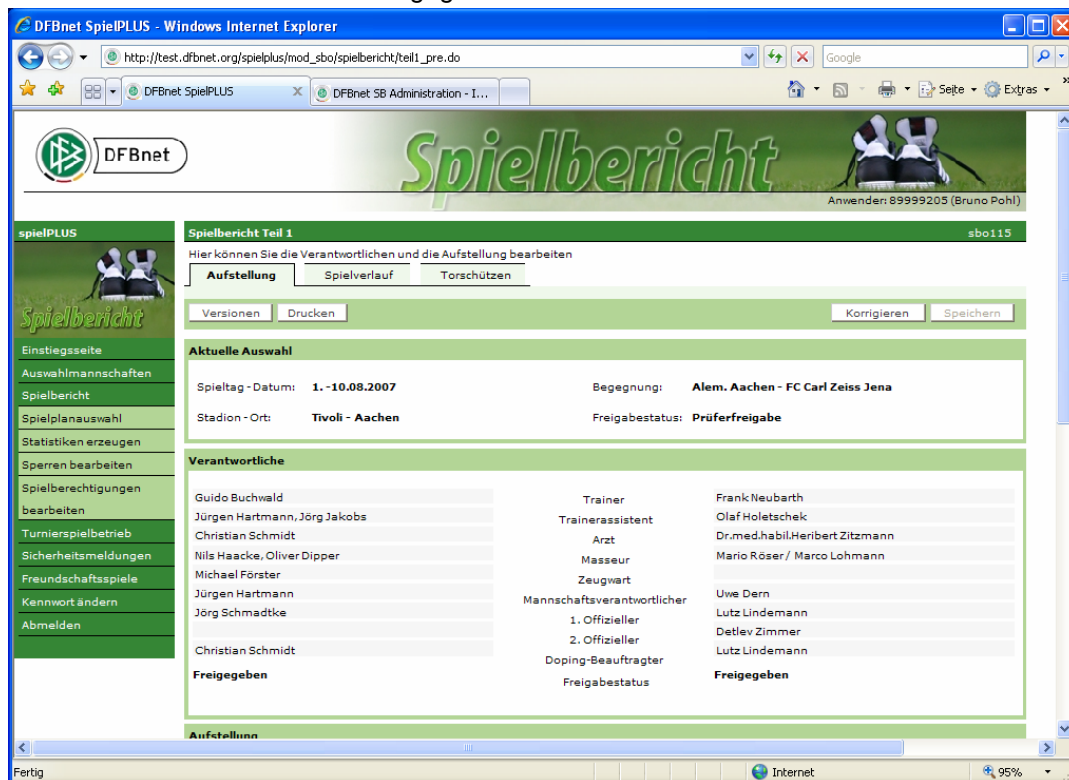 DFBnet SpielPLUS - Windows Internet Explorer
http://test.dfbnet.org/spielplus/mod_sbo/spielbericht/teil1_pre.do
Google
DFBnet SpielPLUS
DFBnet SB Administration - I...
Seite
Extras
DFBnet
Spielbericht
Anwender: 89999205 (Bruno Pohl)
spielPLUS
Spielbericht
Einstiegsseite
Auswahlmannschaften
Spielbericht
Spielplanauswahl
Statistiken erzeugen
Sperren bearbeiten
Spielberechtigungen
bearbeiten
Turnierspielbetrieb
Sicherheitsmeldungen
Freundschaftsspiele
Kennwort ändern
Abmelden
Spielbericht Teil 1 sbo115
Hier können Sie die Verantwortlichen und die Aufstellung bearbeiten
Aufstellung Spielverlauf Torschützen
Versionen Drucken Korrigieren Speichern
Aktuelle Auswahl
Spieltag - Datum: 1. -10.08.2007 Begegnung: Alem. Aachen - FC Carl Zeiss Jena
Stadion - Ort: Tivoli - Aachen Freigabestatus: Prüferfreigabe
Verantwortliche
Guido Buchwald Trainer Frank Neubarth
Jürgen Hartmann, Jörg Jakobs Trainerassistent Olaf Holetschek
Christian Schmidt Arzt Dr.med.habil.Heribert Zitzmann
Nils Haacke, Oliver Dipper Masseur Mario Röser / Marco Lohmann
Michael Förster Zeugwart
Jürgen Hartmann Mannschaftsverantwortlicher Uwe Dern
Jörg Schmadtke 1. Offizieller Lutz Lindemann
2. Offizieller Detlev Zimmer
Christian Schmidt Doping-Beauftragter Lutz Lindemann
Freigegeben Freigabestatus Freigegeben
Aufstellung
Fertig Internet 95%